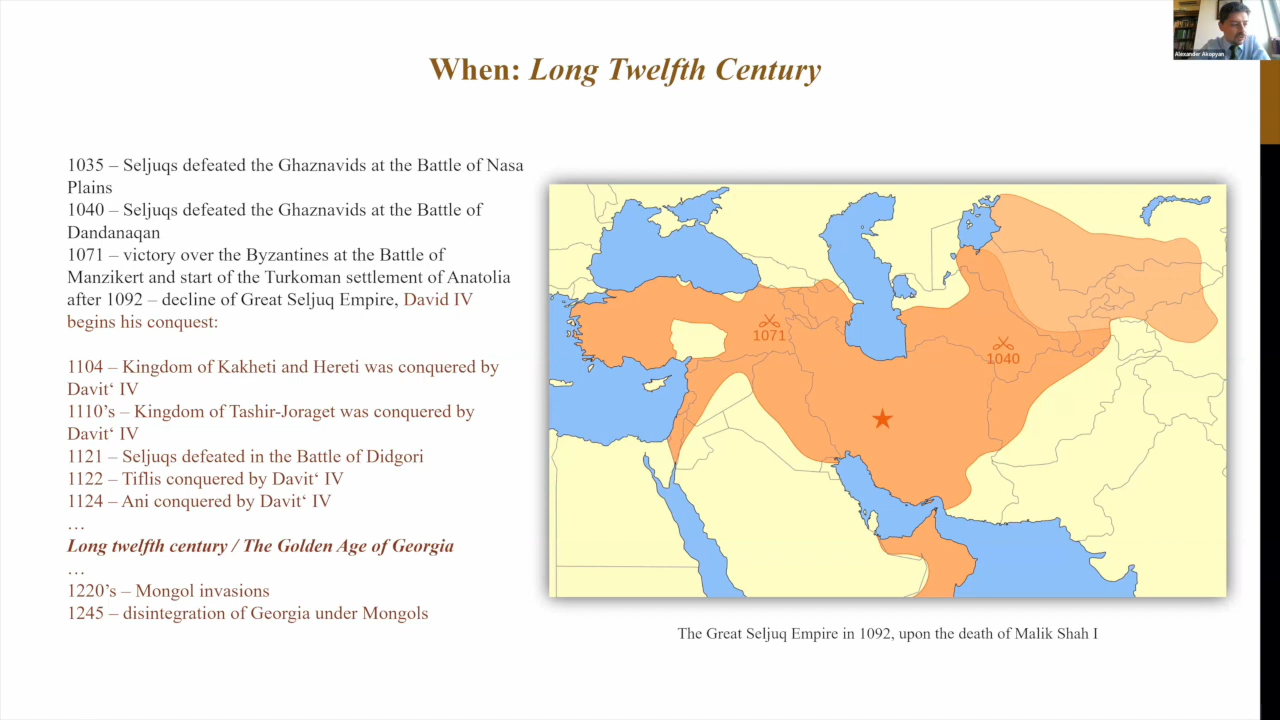 Alexander Akopyan
When: Long Twelfth Century
1035 – Seljuqs defeated the Ghaznavids at the Battle of Nasa
Plains
1040 – Seljuqs defeated the Ghaznavids at the Battle of
Dandanaqan
1071 – victory over the Byzantines at the Battle of
Manzikert and start of the Turkoman settlement of Anatolia
after 1092 – decline of Great Seljuq Empire, David IV
begins his conquest:
1104 – Kingdom of Kakheti and Hereti was conquered by
Davit‘ IV
1110’s – Kingdom of Tashir-Joraget was conquered by
Davit‘ IV
1121 – Seljuqs defeated in the Battle of Didgori
1122 – Tiflis conquered by Davit‘ IV
1124 – Ani conquered by Davit‘ IV
…
Long twelfth century / The Golden Age of Georgia
…
1220’s – Mongol invasions
1245 – disintegration of Georgia under Mongols
1071
1040
The Great Seljuq Empire in 1092, upon the death of Malik Shah I